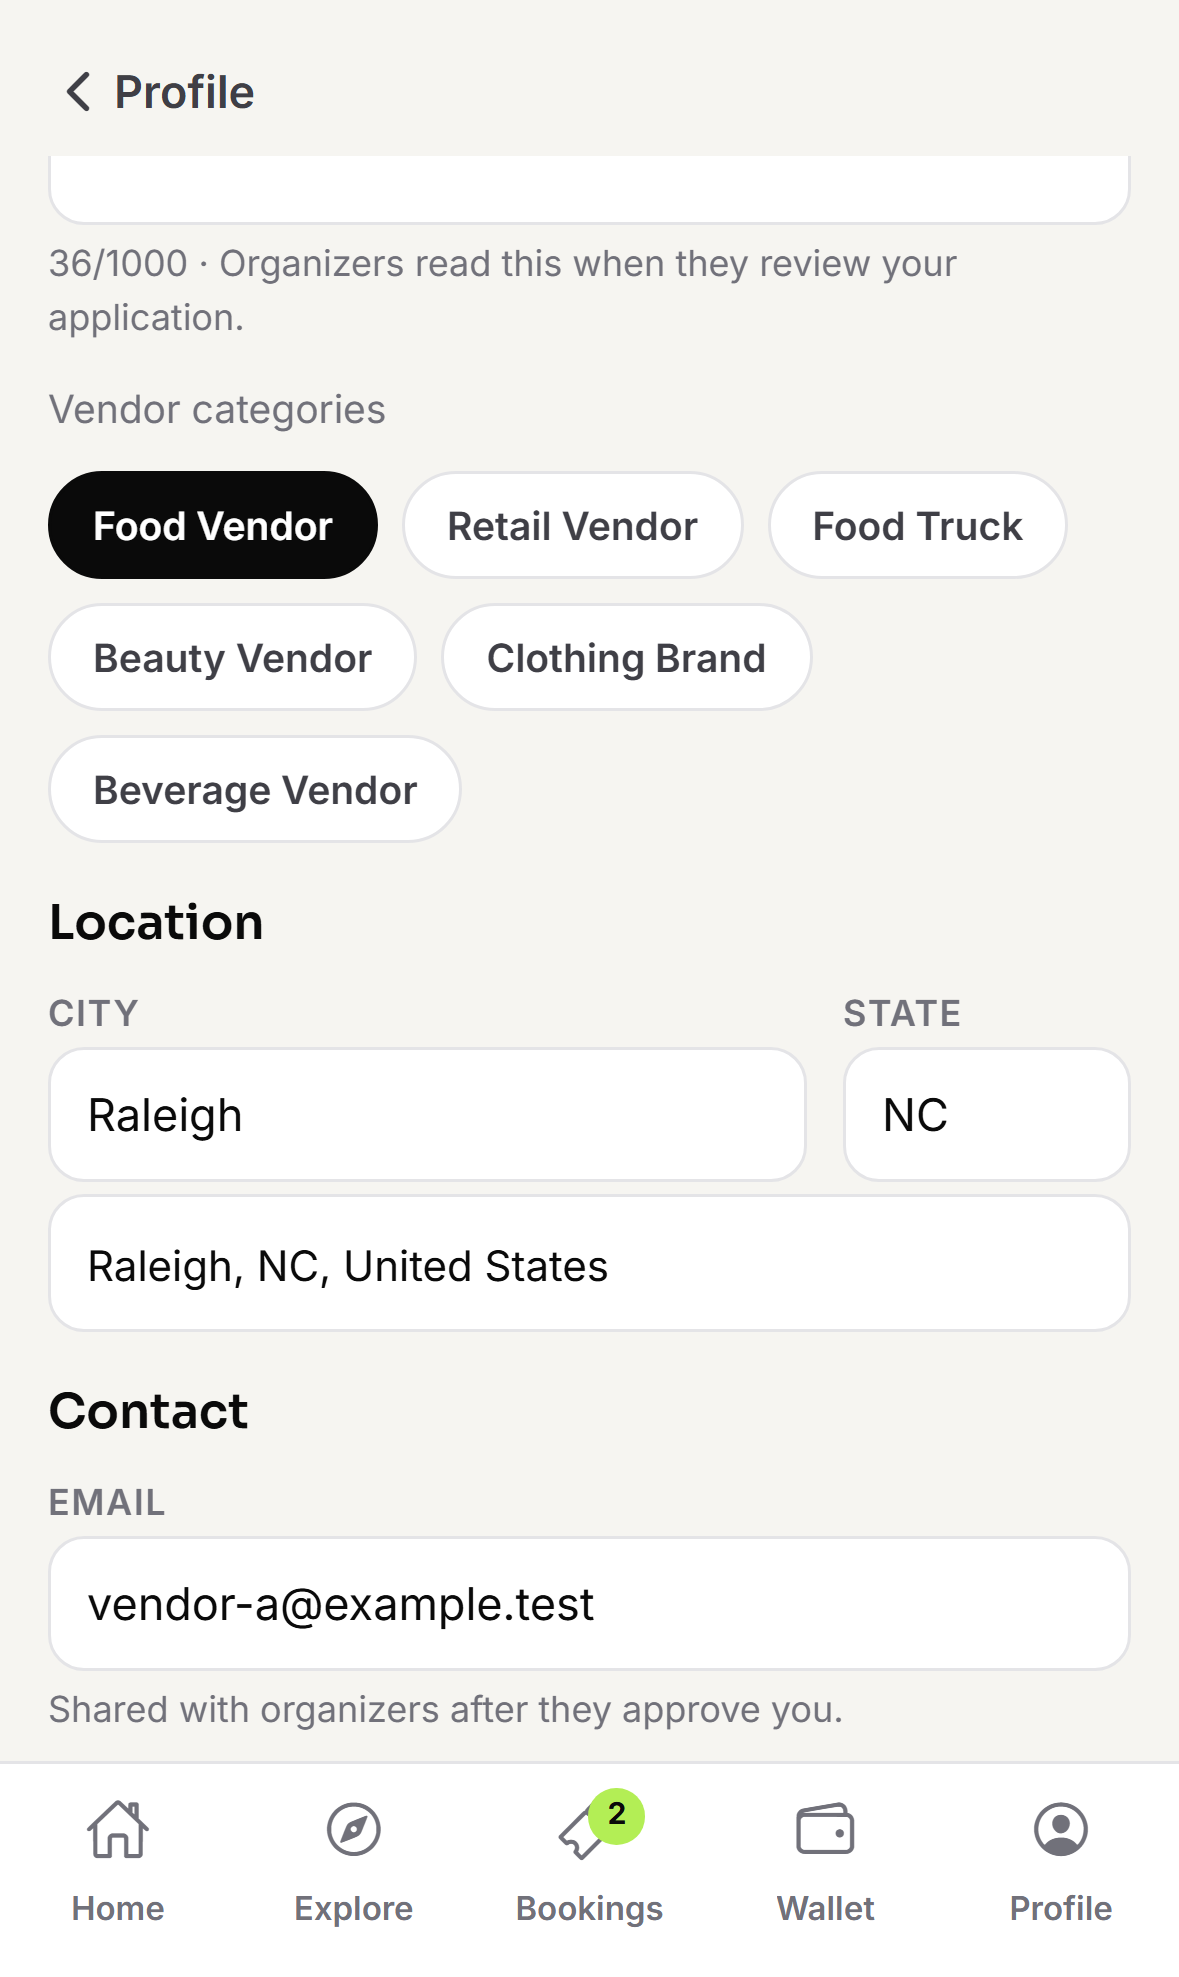 Profile
36/1000 · Organizers read this when they review your
application.
Vendor categories
Food Vendor
Retail Vendor
Food Truck
Beauty Vendor
Clothing Brand
Beverage Vendor
Location
CITY
STATE
Raleigh
NC
Raleigh, NC, United States
Contact
EMAIL
vendor-a@example.test
Shared with organizers after they approve you.
2
Home
Explore
Bookings
Wallet
Profile